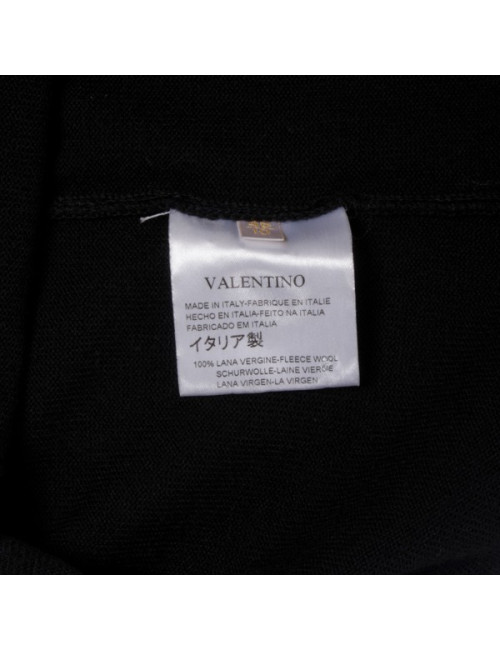 VALENTINO
MADE IN ITALY-FABRIQUE EN ITALIE
HECHO EN ITALIA-FEITO NA ITALIA
FABRICADO EM ITALIA
イタリア製
100% LANA VERGINE-FLEECE WOOL
SCHURWOLLE-LAINE VIERGIE
LANA VIRGEN-LA VIRGEN